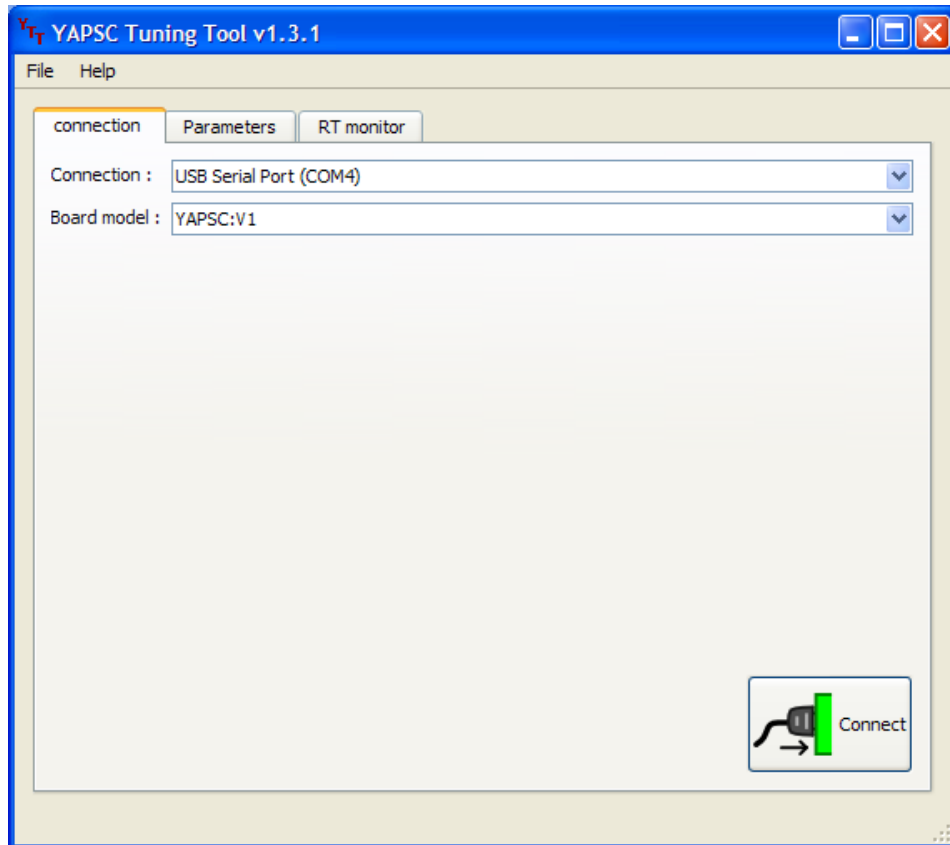 YTT YAPSC Tuning Tool v1.3.1
File Help
connection Parameters RT monitor
Connection : USB Serial Port (COM4)
Board model : YAPSC:V1
Connect